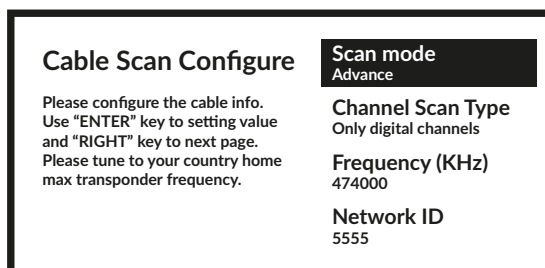 Cable Scan Configure
Please configure the cable info.
Use “ENTER” key to setting value
and “RIGHT” key to next page.
Please tune to your country home
max transponder frequency.
Scan mode
Advance
Channel Scan Type
Only digital channels
Frequency (KHz)
474000
Network ID
5555